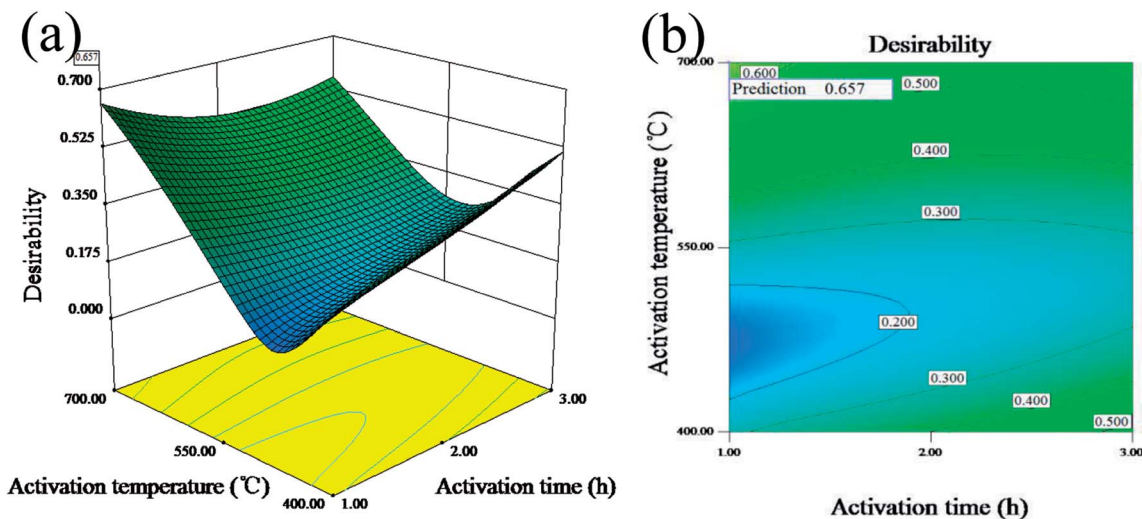 (a)
0.657
0.700
0.525
0.350
0.175
0.000
Desirability
700.00
550.00
400.00
Activation temperature (℃)
1.00
2.00
3.00
Activation time (h)
(b)
Desirability
700.00
550.00
400.00
Activation temperature (℃)
0.600
0.500
Prediction 0.657
0.400
0.300
0.200
0.300
0.400
0.500
1.00
2.00
3.00
Activation time (h)